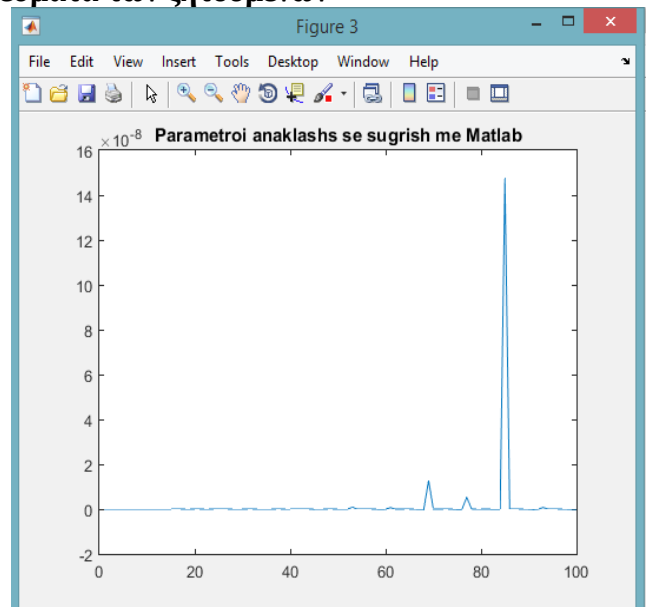 Figure 3
File Edit View Insert Tools Desktop Window Help
×10⁻⁸ Parametroi anaklashs se sugrish me Matlab
16
14
12
10
8
6
4
2
0
-2
0 20 40 60 80 100